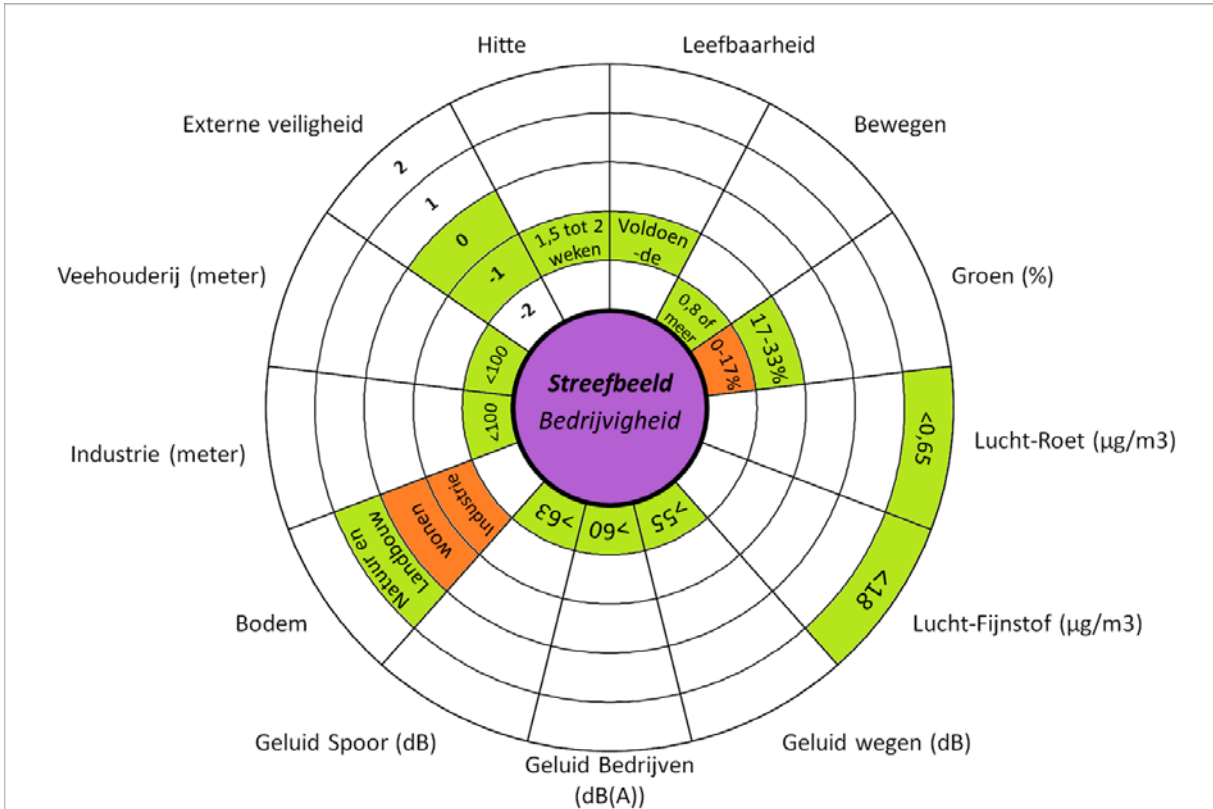 Hitte
Leefbaarheid
Externe veiligheid
Bewegen
2
1
0
-1
-2
1,5 tot 2
weken
Voldoen
-de
Veehouderij (meter)
Groen (%)
0,8 of
meer
0-17%
17-33%
<100
<100
Streefbeeld
Bedrijvigheid
<0,65
Industrie (meter)
Lucht-Roet (µg/m3)
Industrie
wonen
Natuur en
Landbouw
>63
>60
>55
<18
Bodem
Lucht-Fijnstof (µg/m3)
Geluid Spoor (dB)
Geluid Bedrijven
(dB(A))
Geluid wegen (dB)